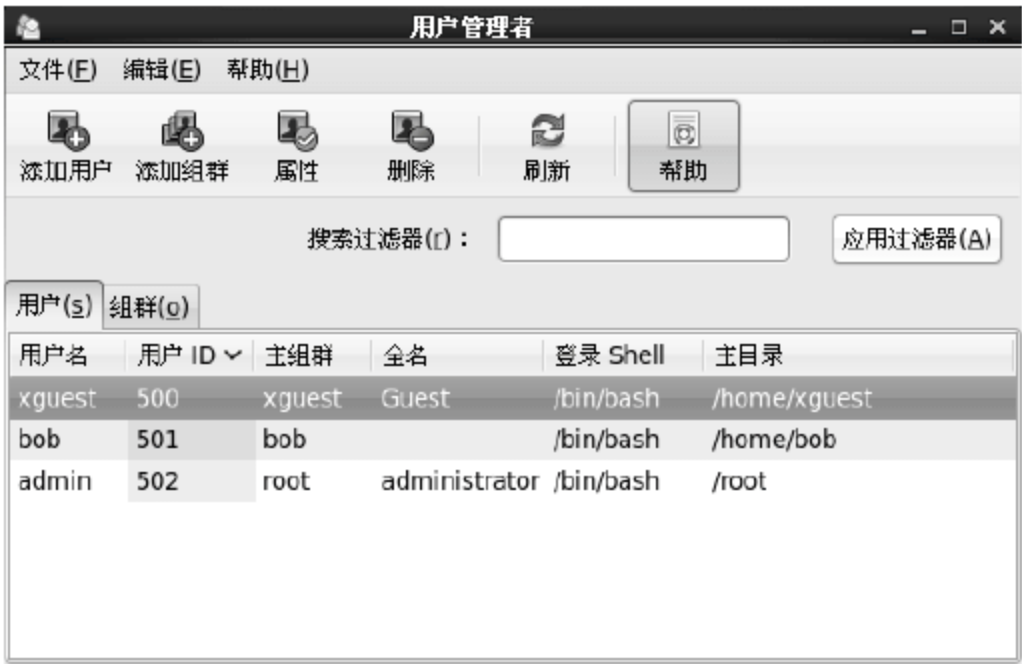 用户管理者
文件(F) 编辑(E) 帮助(H)
添加用户 添加组群 属性 删除 刷新 帮助
搜索过滤器(r)： 应用过滤器(A)
用户(s) 组群(o)
用户名 用户 ID 主组群 全名 登录 Shell 主目录
xguest 500 xguest Guest /bin/bash /home/xguest
bob 501 bob /bin/bash /home/bob
admin 502 root administrator /bin/bash /root